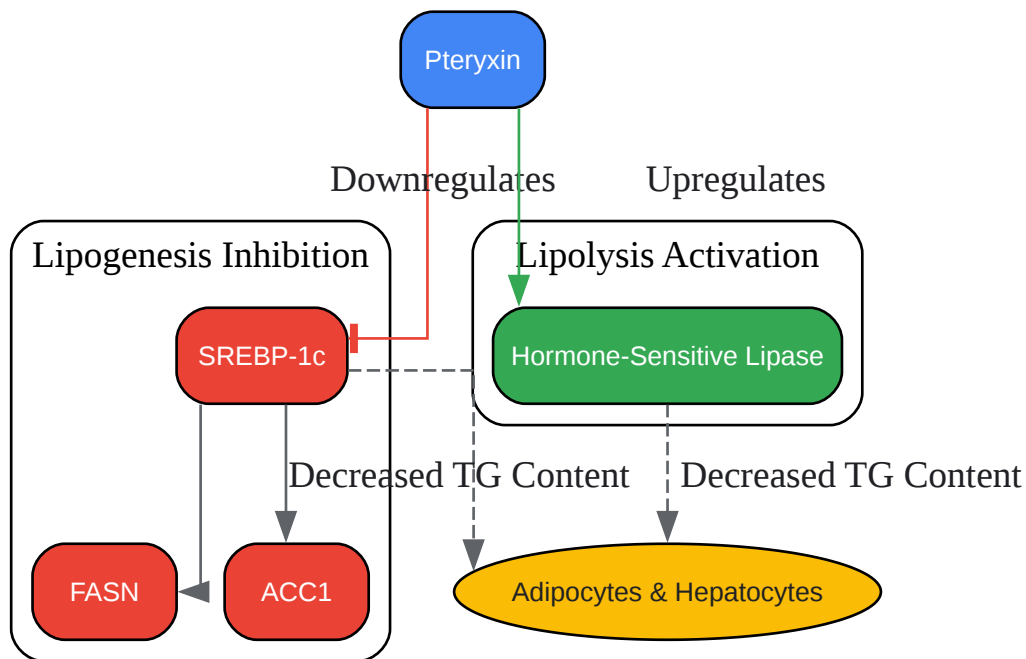 Pteryxin
Downregulates
Upregulates
Lipogenesis Inhibition
Lipolysis Activation
SREBP-1c
Hormone-Sensitive Lipase
Decreased TG Content
Decreased TG Content
FASN
ACC1
Adipocytes & Hepatocytes